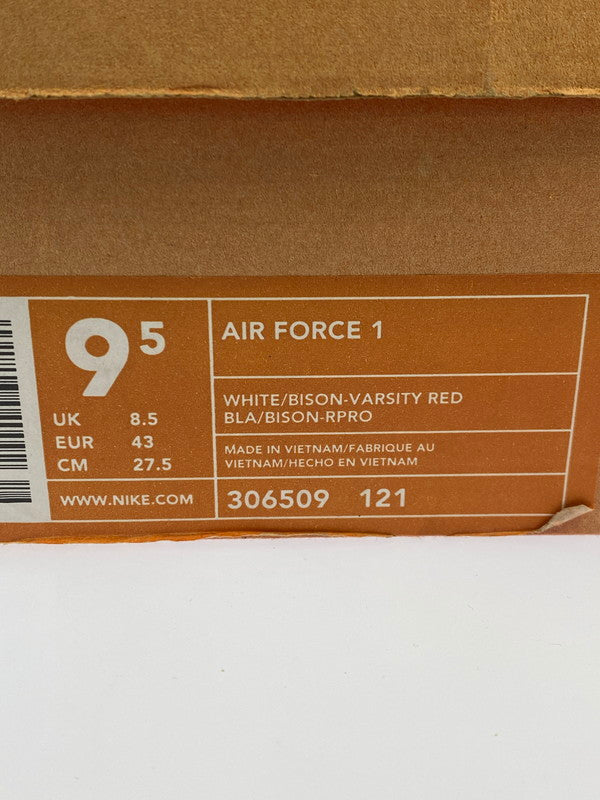 9 5
UK 8.5
EUR 43
CM 27.5
WWW.NIKE.COM
AIR FORCE 1
WHITE/BISON-VARSITY RED
BLA/BISON-RPRO
MADE IN VIETNAM/FABRIQUE AU
VIETNAM/HECHO EN VIETNAM
306509 121